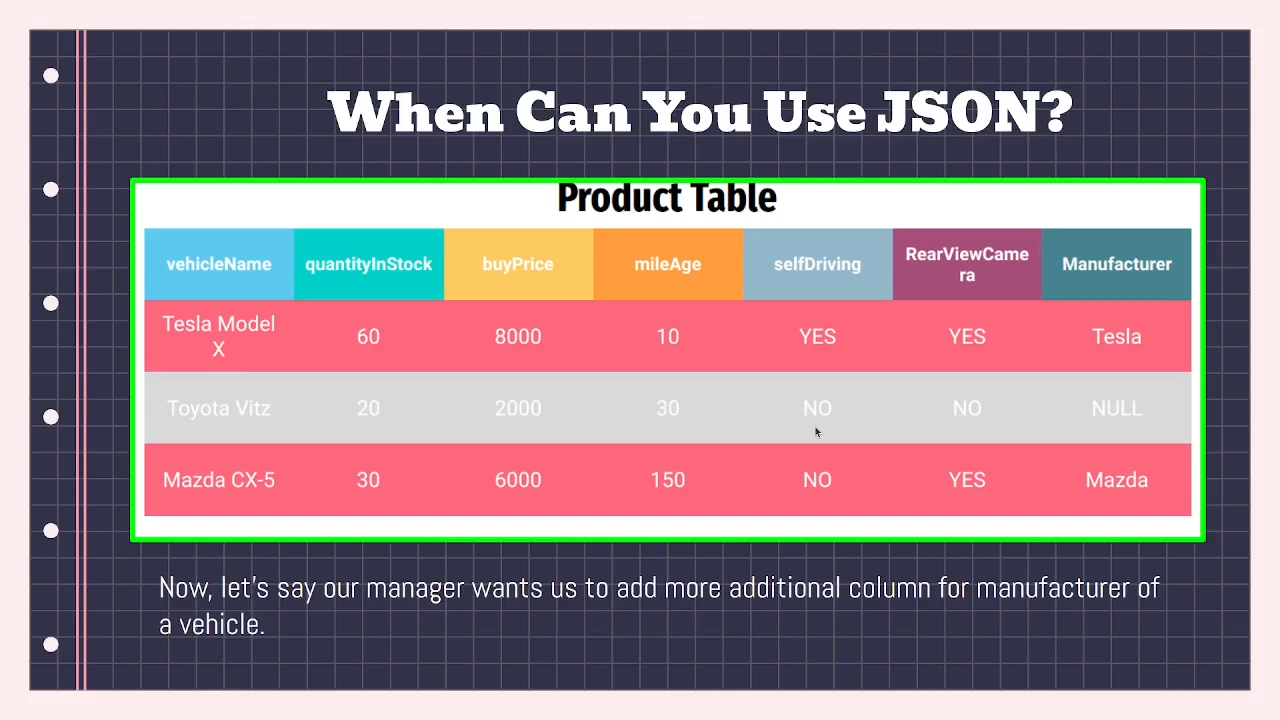 When Can You Use JSON?
Product Table
vehicleName quantityInStock buyPrice mileAge selfDriving RearViewCame
ra Manufacturer
Tesla Model
X 60 8000 10 YES YES Tesla
Toyota Vitz 20 2000 30 NO NO NULL
Mazda CX-5 30 6000 150 NO YES Mazda
Now, let's say our manager wants us to add more additional column for manufacturer of
a vehicle.